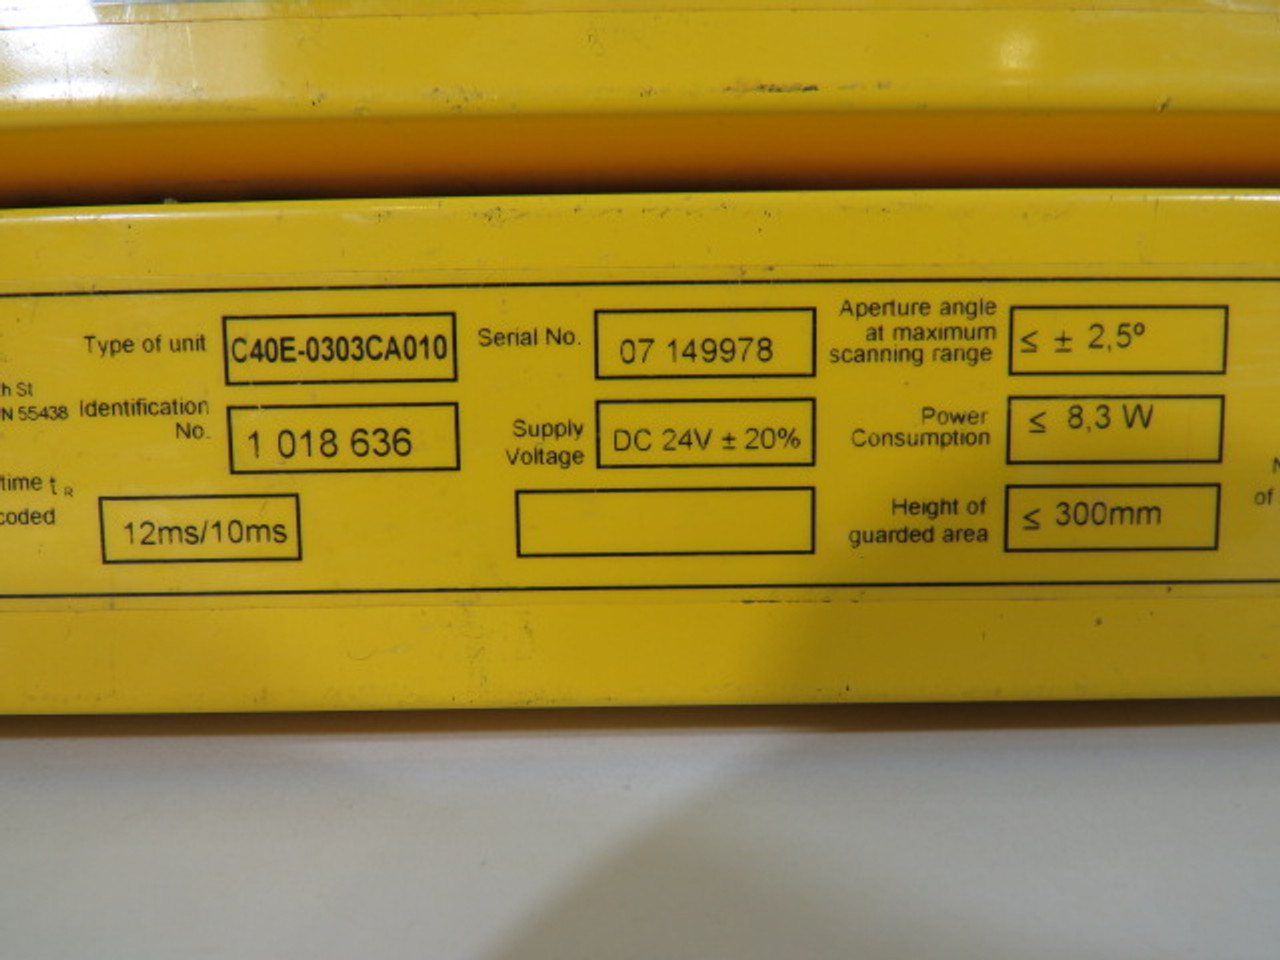 Type of unit C40E-0303CA010 Serial No. 07 149978 Aperture angle
at maximum
scanning range ≤ ± 2,5º
h St
N 55438 Identification
No. 1 018 636 Supply
Voltage DC 24V ± 20% Power
Consumption ≤ 8,3 W
time t R
coded 12ms/10ms Height of
guarded area ≤ 300mm
of